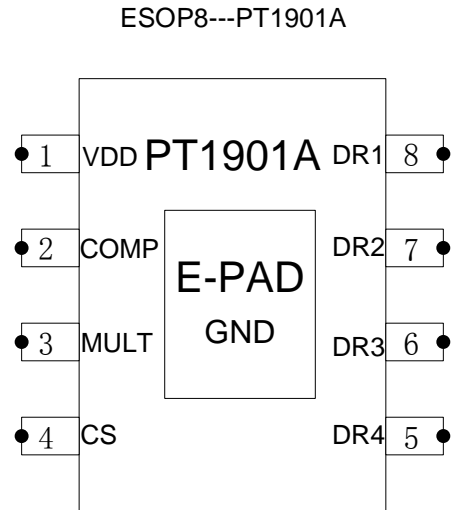 ESOP8---PT1901A
1 VDD PT1901A DR1 8
2 COMP DR2 7
E-PAD
GND
3 MULT DR3 6
4 CS DR4 5